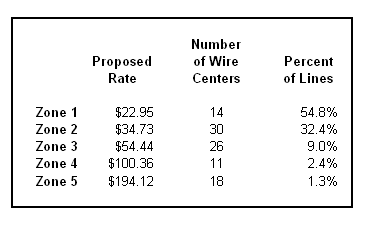 Number
Proposed of Wire Percent
Rate Centers of Lines
Zone 1 $22.95 14 54.8%
Zone 2 $34.73 30 32.4%
Zone 3 $54.44 26 9.0%
Zone 4 $100.36 11 2.4%
Zone 5 $194.12 18 1.3%